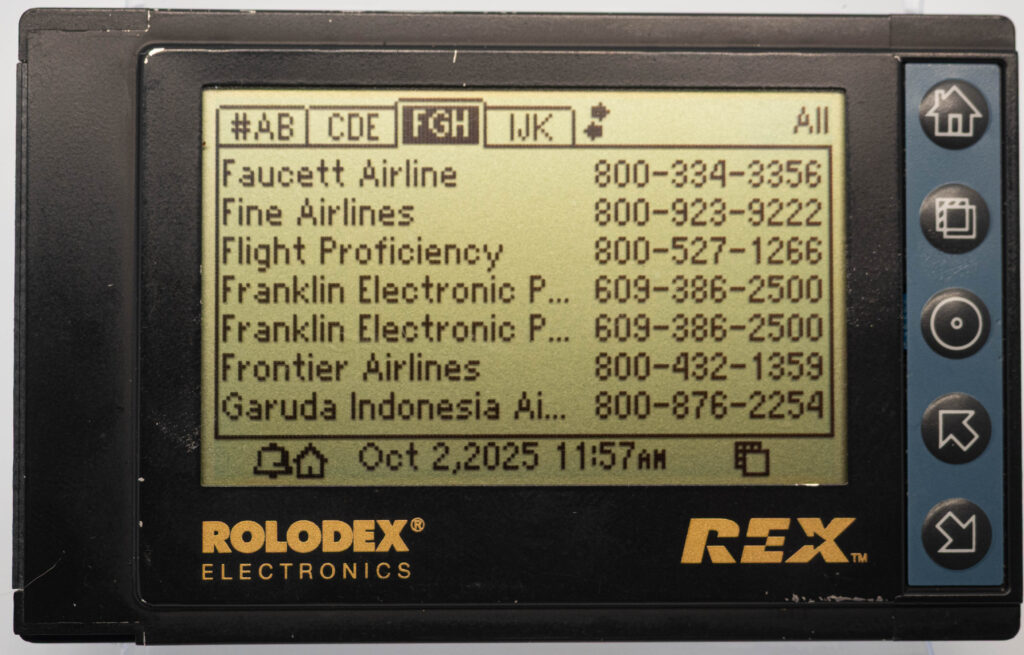 #AB CDE FGH IJK All
Faucett Airline 800-334-3356
Fine Airlines 800-923-9222
Flight Proficiency 800-527-1266
Franklin Electronic P... 609-386-2500
Franklin Electronic P... 609-386-2500
Frontier Airlines 800-432-1359
Garuda Indonesia Ai... 800-876-2254
Oct 2,2025 11:57AM
ROLODEX® REX™
ELECTRONICS